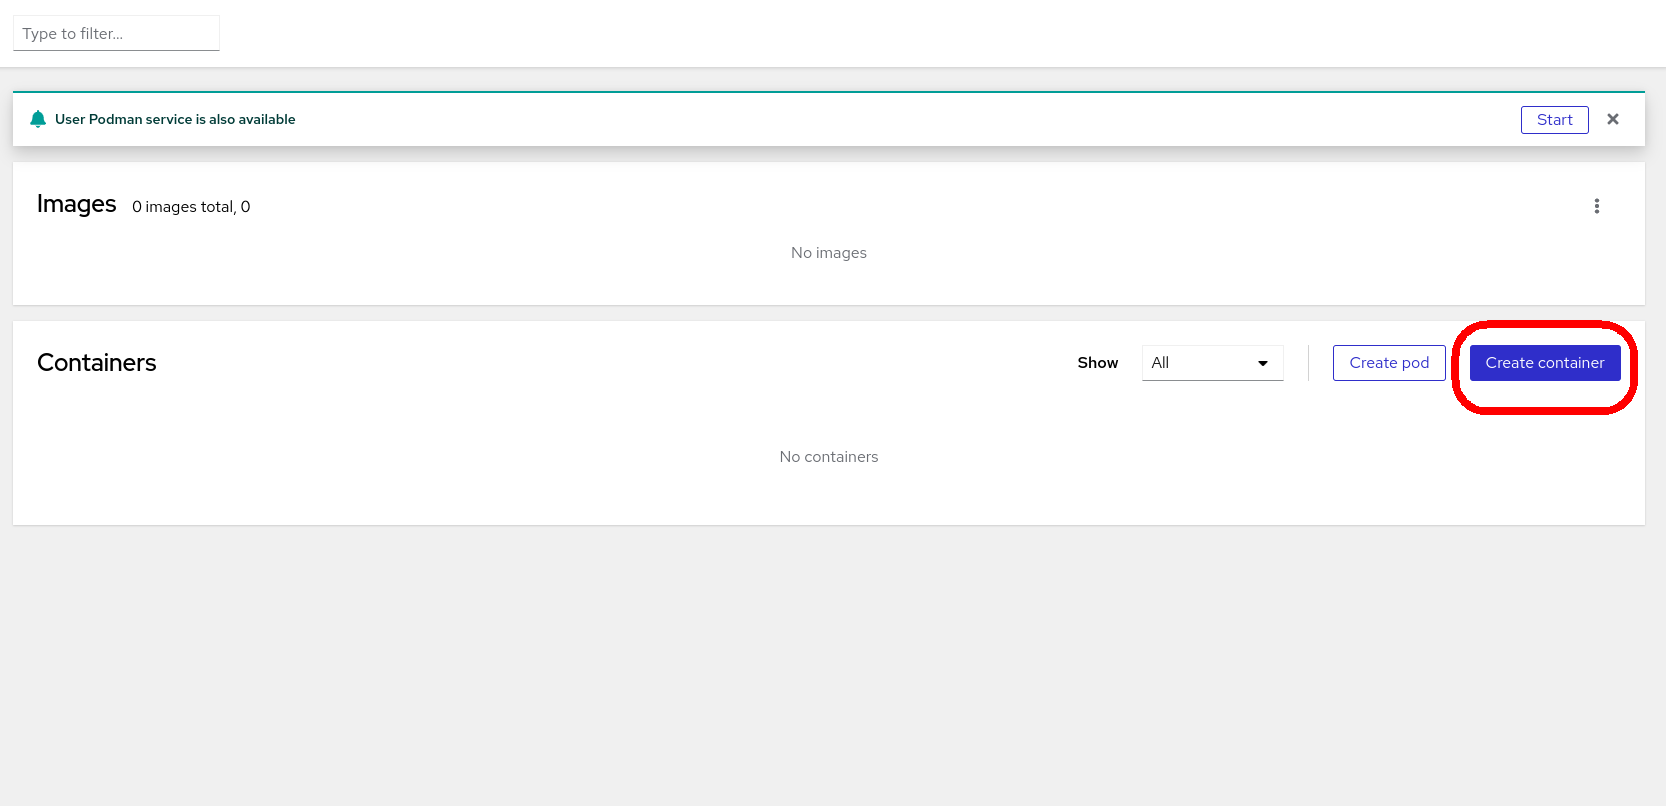 Type to filter...
User Podman service is also available
Start
Images 0 images total, 0
No images
Containers
Show All Create pod Create container
No containers